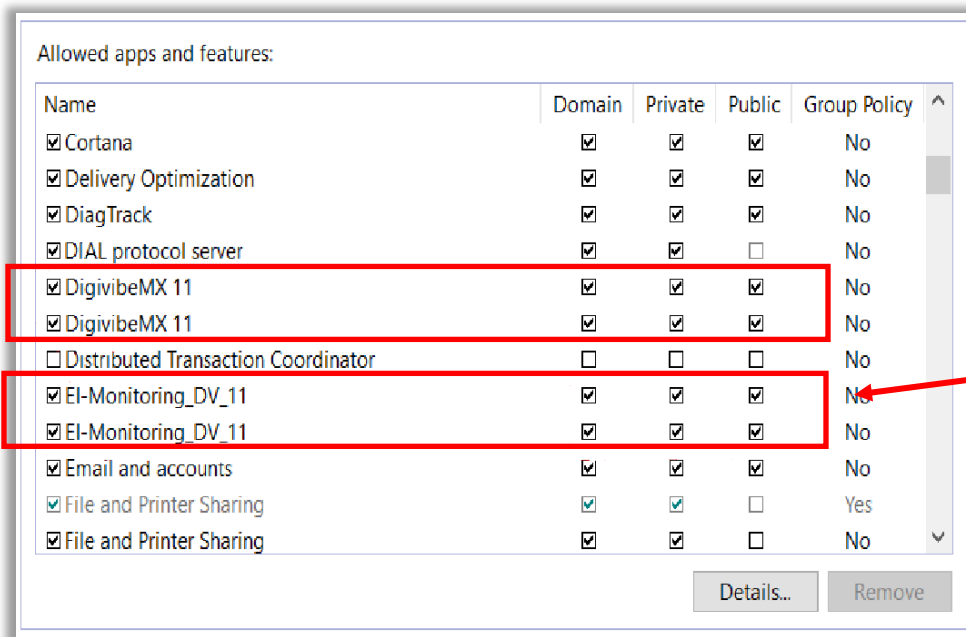 Allowed apps and features:
Name Domain Private Public Group Policy
Cortana No
Delivery Optimization No
DiagTrack No
DIAL protocol server No
DigivibeMX 11 No
DigivibeMX 11 No
Distributed Transaction Coordinator No
EI-Monitoring_DV_11 No
EI-Monitoring_DV_11 No
Email and accounts No
File and Printer Sharing Yes
File and Printer Sharing No
Details... Remove